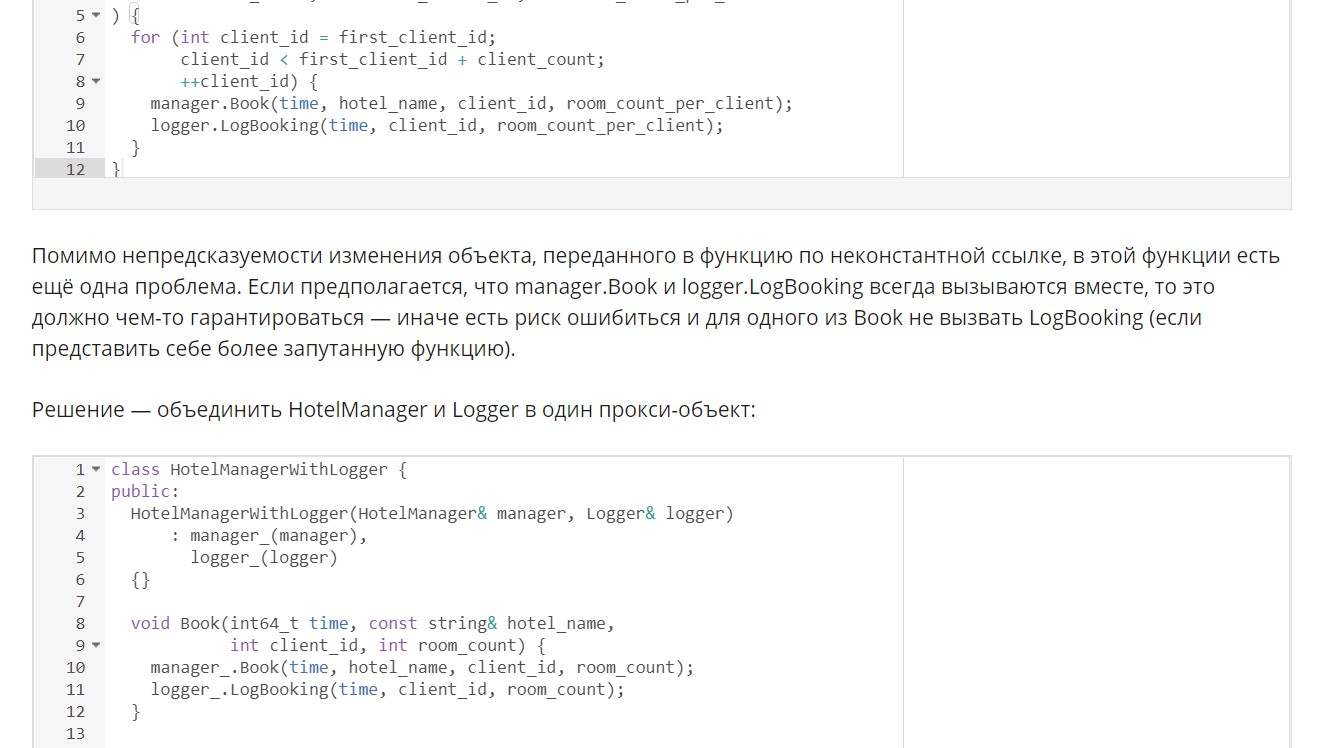 5 ) {
6 for (int client_id = first_client_id;
7 client_id < first_client_id + client_count;
8 ++client_id) {
9 manager.Book(time, hotel_name, client_id, room_count_per_client);
10 logger.LogBooking(time, client_id, room_count_per_client);
11 }
12 }
Помимо непредсказуемости изменения объекта, переданного в функцию по неконстантной ссылке, в этой функции есть
ещё одна проблема. Если предполагается, что manager.Book и logger.LogBooking всегда вызываются вместе, то это
должно чем-то гарантироваться — иначе есть риск ошибиться и для одного из Book не вызвать LogBooking (если
представить себе более запутанную функцию).
Решение — объединить HotelManager и Logger в один прокси-объект:
1 class HotelManagerWithLogger {
2 public:
3 HotelManagerWithLogger(HotelManager& manager, Logger& logger)
4 : manager_(manager),
5 logger_(logger)
6 {}
7
8 void Book(int64_t time, const string& hotel_name,
9 int client_id, int room_count) {
10 manager_.Book(time, hotel_name, client_id, room_count);
11 logger_.LogBooking(time, client_id, room_count);
12 }
13